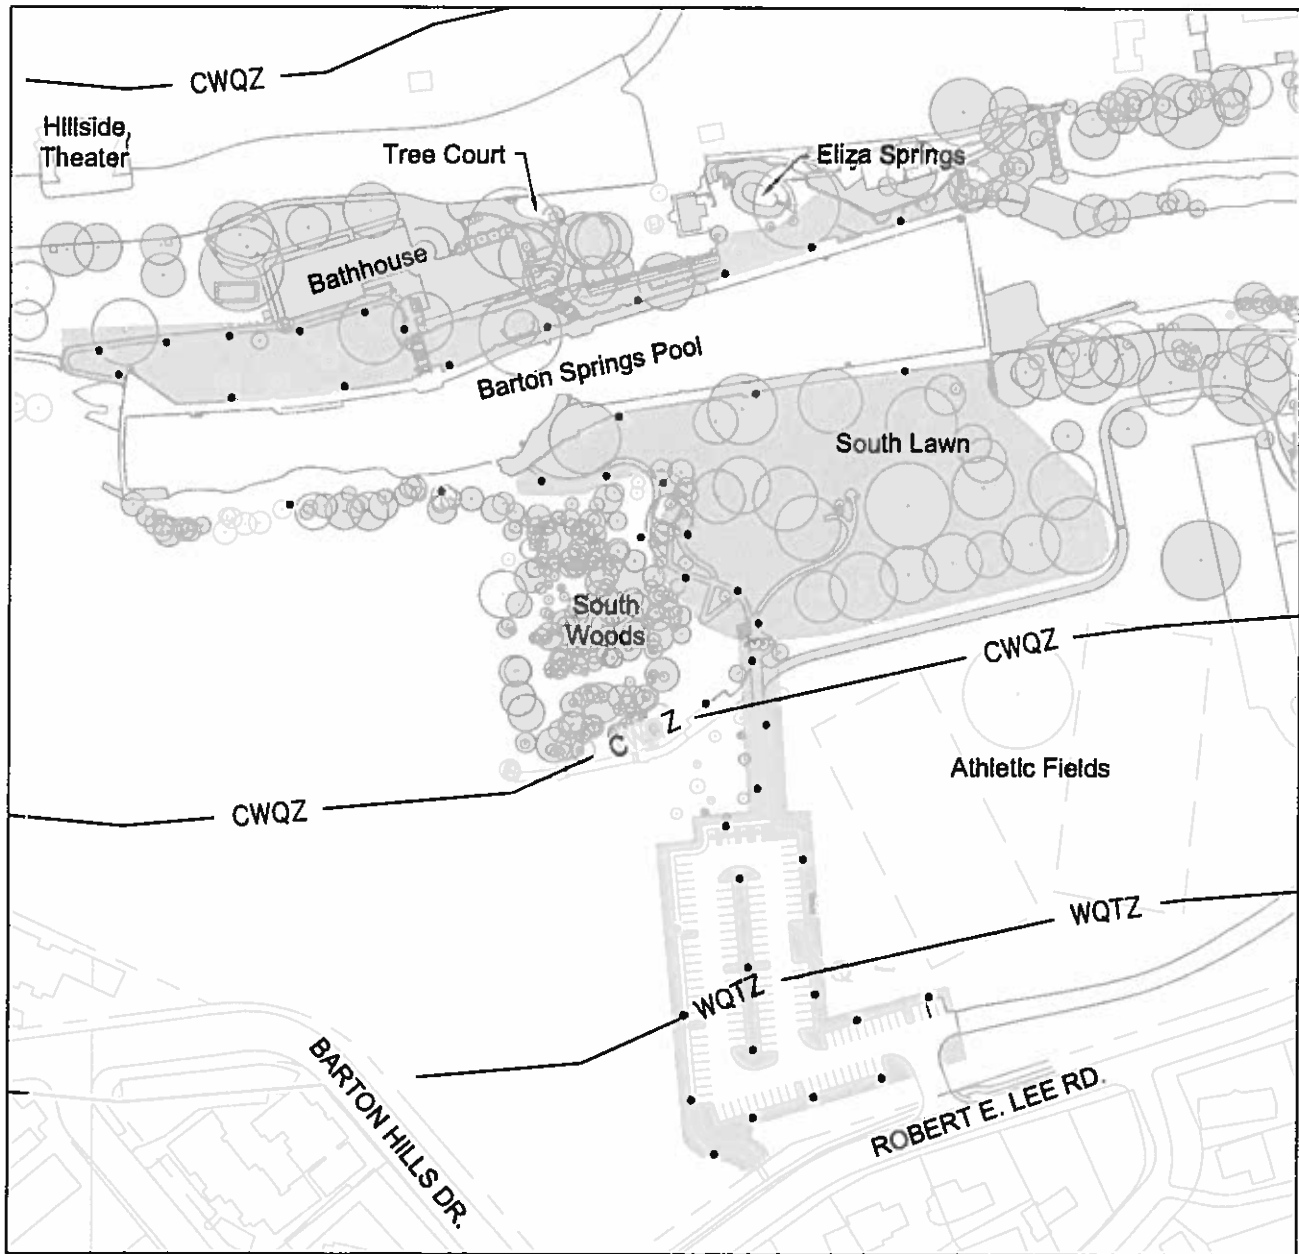 CWQZ
Hillside
Theater
Tree Court
Eliza Springs
Bathhouse
Barton Springs Pool
South Lawn
South
Woods
CWQZ
C Z
CWQZ
Athletic Fields
WQTZ
WQTZ
BARTON HILLS DR.
ROBERT E. LEE RD.